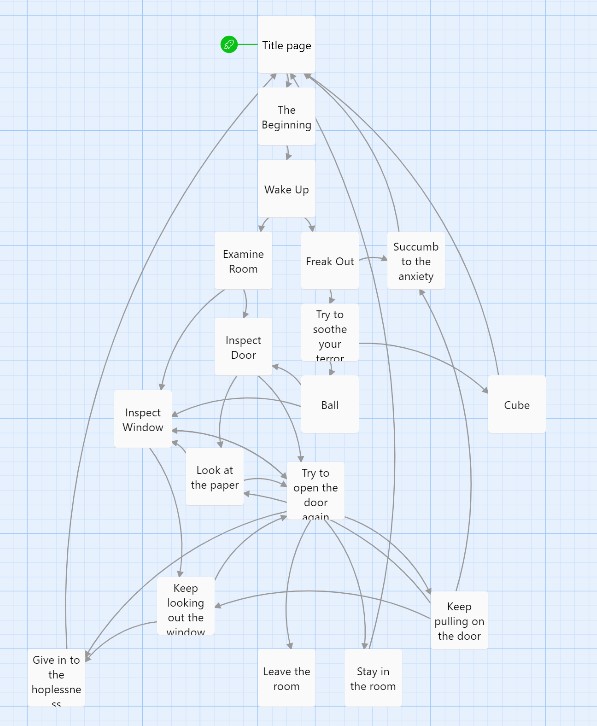 Title page
The
Beginning
Wake Up
Examine
Room
Freak Out
Succumb
to the
anxiety
Inspect
Door
Try to
soothe
your
terror
Inspect
Window
Ball
Cube
Look at
the paper
Try to
open the
door
again
Keep
looking
out the
window
Keep
pulling on
the door
Give in to
the
hoplessne
ss
Leave the
room
Stay in
the room